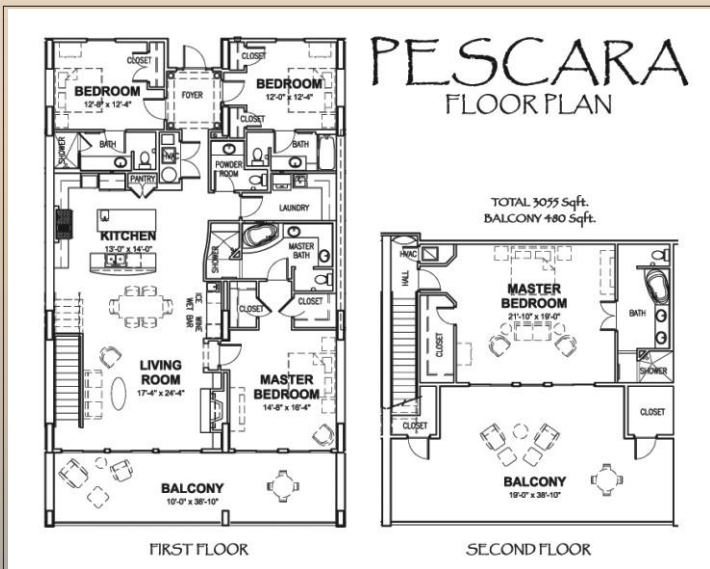 PESCARA
FLOOR PLAN
TOTAL 3055 Sqft.
BALCONY 480 Sqft.
CLOSET
BEDROOM
12'-8" x 12'-4"
FOYER
CLOSET
BEDROOM
12'-0" x 12'-4"
CLOSET
SHOWER
BATH
HVAC
BATH
POWDER
ROOM
PANTRY
LAUNDRY
KITCHEN
13'-0" x 14'-0"
SHOWER
MASTER
BATH
CLOSET
CLOSET
ICE
WINE
WET BAR
LIVING
ROOM
17'-4" x 24'-4"
MASTER
BEDROOM
14'-8" x 16'-4"
BALCONY
10'-0" x 38'-10"
FIRST FLOOR
HVAC
HALL
MASTER
BEDROOM
21'-10" x 19'-0"
BATH
CLOSET
SHOWER
CLOSET
CLOSET
BALCONY
19'-0" x 38'-10"
SECOND FLOOR